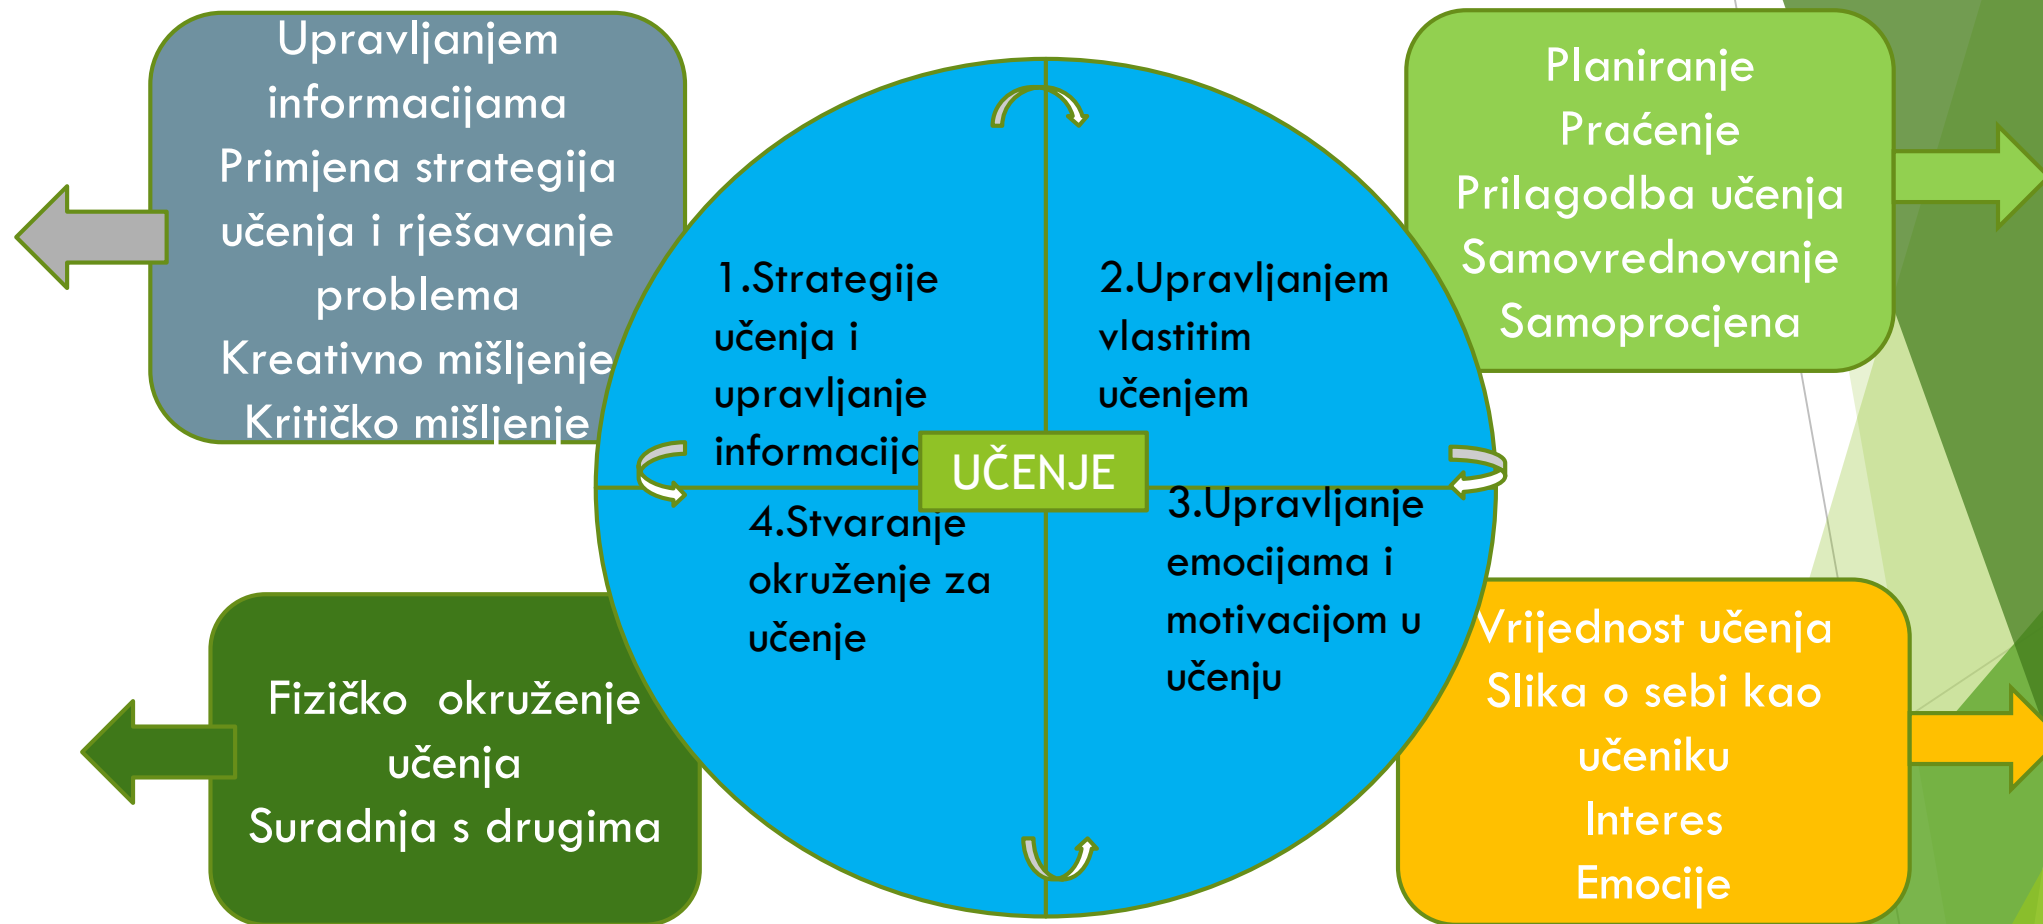 Upravljanjem
informacijama
Primjena strategija
učenja i rješavanje
problema
Kreativno mišljenje
Kritičko mišljenje
Planiranje
Praćenje
Prilagodba učenja
Samovrednovanje
Samoprocjena
1.Strategije
učenja i
upravljanje
2.Upravljanjem
vlastitim
učenjem
UČENJE
4.Stvaranje
okruženje za
učenje
3.Upravljanje
emocijama i
motivacijom u
učenju
Fizičko okruženje
učenja
Suradnja s drugima
Vrijednost učenja
Slika o sebi kao
učeniku
Interes
Emocije